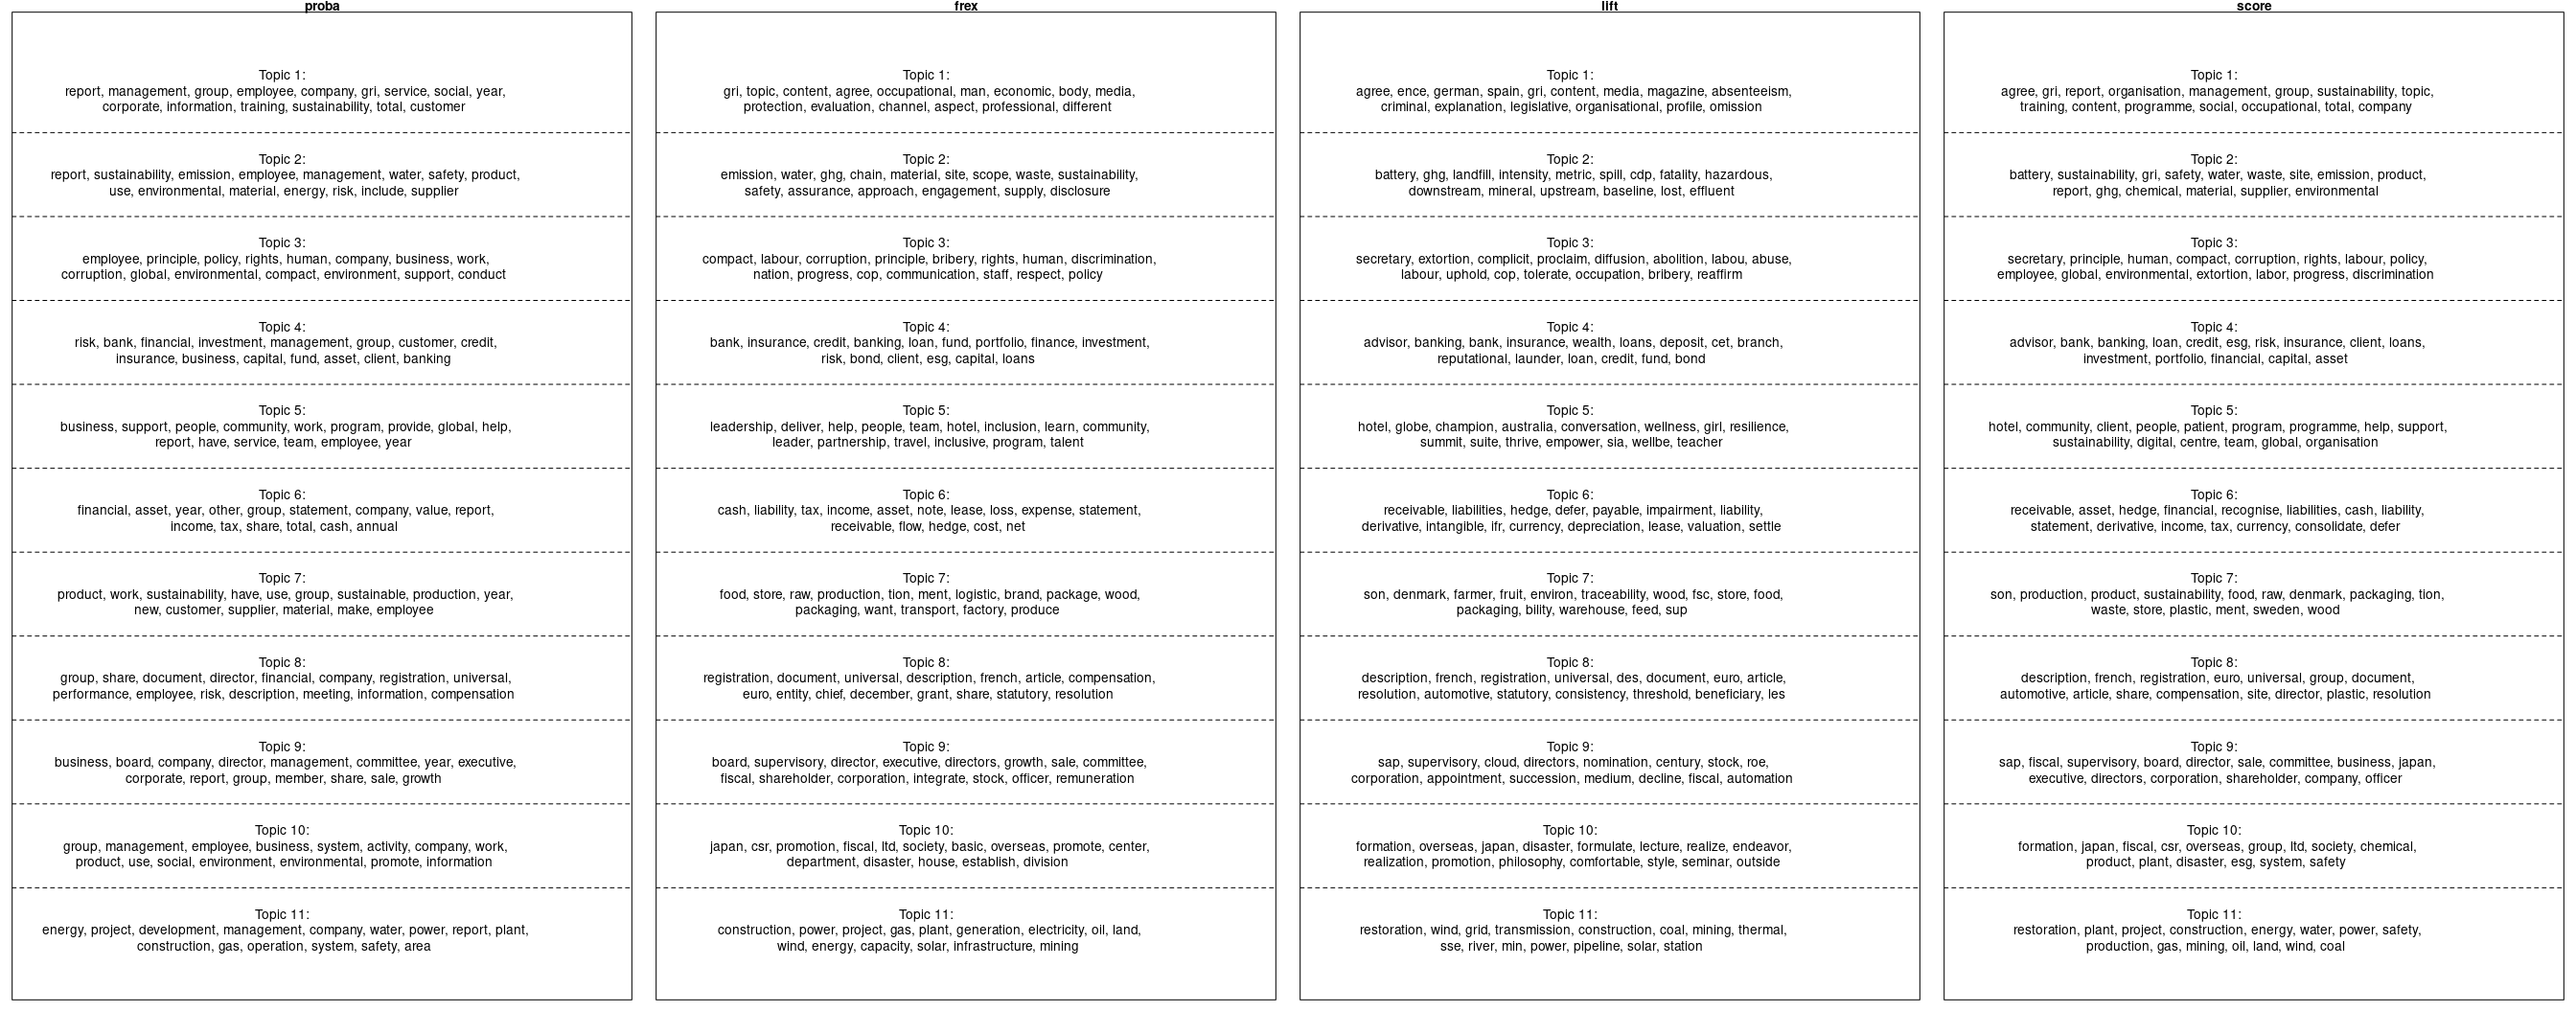 proba
Topic 1:
report, management, group, employee, company, gri, service, social, year,
corporate, information, training, sustainability, total, customer
Topic 2:
report, sustainability, emission, employee, management, water, safety, product,
use, environmental, material, energy, risk, include, supplier
Topic 3:
employee, principle, policy, rights, human, company, business, work,
corruption, global, environmental, compact, environment, support, conduct
Topic 4:
risk, bank, financial, investment, management, group, customer, credit,
insurance, business, capital, fund, asset, client, banking
Topic 5:
business, support, people, community, work, program, provide, global, help,
report, have, service, team, employee, year
Topic 6:
financial, asset, year, other, group, statement, company, value, report,
income, tax, share, total, cash, annual
Topic 7:
product, work, sustainability, have, use, group, sustainable, production, year,
new, customer, supplier, material, make, employee
Topic 8:
group, share, document, director, financial, company, registration, universal,
performance, employee, risk, description, meeting, information, compensation
Topic 9:
business, board, company, director, management, committee, year, executive,
corporate, report, group, member, share, sale, growth
Topic 10:
group, management, employee, business, system, activity, company, work,
product, use, social, environment, environmental, promote, information
Topic 11:
energy, project, development, management, company, water, power, report, plant,
construction, gas, operation, system, safety, area
frex
Topic 1:
gri, topic, content, agree, occupational, man, economic, body, media,
protection, evaluation, channel, aspect, professional, different
Topic 2:
emission, water, ghg, chain, material, site, scope, waste, sustainability,
safety, assurance, approach, engagement, supply, disclosure
Topic 3:
compact, labour, corruption, principle, bribery, rights, human, discrimination,
nation, progress, cop, communication, staff, respect, policy
Topic 4:
bank, insurance, credit, banking, loan, fund, portfolio, finance, investment,
risk, bond, client, esg, capital, loans
Topic 5:
leadership, deliver, help, people, team, hotel, inclusion, learn, community,
leader, partnership, travel, inclusive, program, talent
Topic 6:
cash, liability, tax, income, asset, note, lease, loss, expense, statement,
receivable, flow, hedge, cost, net
Topic 7:
food, store, raw, production, tion, ment, logistic, brand, package, wood,
packaging, want, transport, factory, produce
Topic 8:
registration, document, universal, description, french, article, compensation,
euro, entity, chief, december, grant, share, statutory, resolution
Topic 9:
board, supervisory, director, executive, directors, growth, sale, committee,
fiscal, shareholder, corporation, integrate, stock, officer, remuneration
Topic 10:
japan, csr, promotion, fiscal, ltd, society, basic, overseas, promote, center,
department, disaster, house, establish, division
Topic 11:
construction, power, project, gas, plant, generation, electricity, oil, land,
wind, energy, capacity, solar, infrastructure, mining
lift
Topic 1:
agree, ence, german, spain, gri, content, media, magazine, absenteeism,
criminal, explanation, legislative, organisational, profile, omission
Topic 2:
battery, ghg, landfill, intensity, metric, spill, cdp, fatality, hazardous,
downstream, mineral, upstream, baseline, lost, effluent
Topic 3:
secretary, extortion, complicit, proclaim, diffusion, abolition, labou, abuse,
labour, uphold, cop, tolerate, occupation, bribery, reaffirm
Topic 4:
advisor, banking, bank, insurance, wealth, loans, deposit, cet, branch,
reputational, launder, loan, credit, fund, bond
Topic 5:
hotel, globe, champion, australia, conversation, wellness, girl, resilience,
summit, suite, thrive, empower, sia, wellbe, teacher
Topic 6:
receivable, liabilities, hedge, defer, payable, impairment, liability,
derivative, intangible, ifr, currency, depreciation, lease, valuation, settle
Topic 7:
son, denmark, farmer, fruit, environ, traceability, wood, fsc, store, food,
packaging, bility, warehouse, feed, sup
Topic 8:
description, french, registration, universal, des, document, euro, article,
resolution, automotive, statutory, consistency, threshold, beneficiary, les
Topic 9:
sap, supervisory, cloud, directors, nomination, century, stock, roe,
corporation, appointment, succession, medium, decline, fiscal, automation
Topic 10:
formation, overseas, japan, disaster, formulate, lecture, realize, endeavor,
realization, promotion, philosophy, comfortable, style, seminar, outside
Topic 11:
restoration, wind, grid, transmission, construction, coal, mining, thermal,
sse, river, min, power, pipeline, solar, station
score
Topic 1:
agree, gri, report, organisation, management, group, sustainability, topic,
training, content, programme, social, occupational, total, company
Topic 2:
battery, sustainability, gri, safety, water, waste, site, emission, product,
report, ghg, chemical, material, supplier, environmental
Topic 3:
secretary, principle, human, compact, corruption, rights, labour, policy,
employee, global, environmental, extortion, labor, progress, discrimination
Topic 4:
advisor, bank, banking, loan, credit, esg, risk, insurance, client, loans,
investment, portfolio, financial, capital, asset
Topic 5:
hotel, community, client, people, patient, program, programme, help, support,
sustainability, digital, centre, team, global, organisation
Topic 6:
receivable, asset, hedge, financial, recognise, liabilities, cash, liability,
statement, derivative, income, tax, currency, consolidate, defer
Topic 7:
son, production, product, sustainability, food, raw, denmark, packaging, tion,
waste, store, plastic, ment, sweden, wood
Topic 8:
description, french, registration, euro, universal, group, document,
automotive, article, share, compensation, site, director, plastic, resolution
Topic 9:
sap, fiscal, supervisory, board, director, sale, committee, business, japan,
executive, directors, corporation, shareholder, company, officer
Topic 10:
formation, japan, fiscal, csr, overseas, group, ltd, society, chemical,
product, plant, disaster, esg, system, safety
Topic 11:
restoration, plant, project, construction, energy, water, power, safety,
production, gas, mining, oil, land, wind, coal